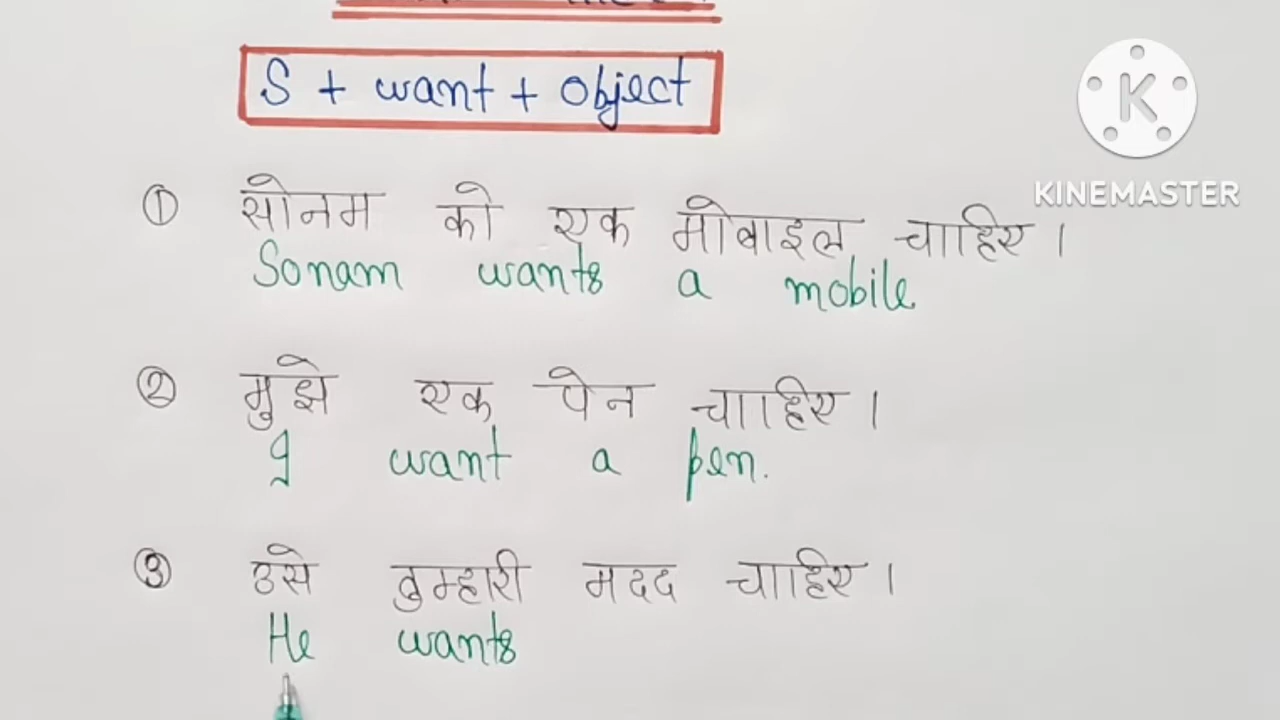 S + want + object
K
KINEMASTER
① सोनम को एक मोबाइल चाहिए।
Sonam wants a mobile
② मुझे एक पेन चाहिए।
I want a pen.
③ उसे तुम्हारी मदद चाहिए।
He wants